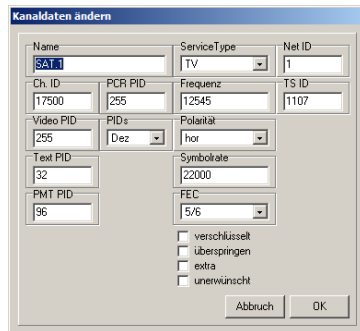 Kanaldaten ändern
Name ServiceType Net ID
SAT.1 TV 1
Ch. ID PCR PID Frequenz TS ID
17500 255 12545 1107
Video PID PIDs Polarität
255 Dez hor
Text PID Symbolrate
32 22000
PMT PID FEC
96 5/6
verschlüsselt
überspringen
extra
unerwünscht
Abbruch OK